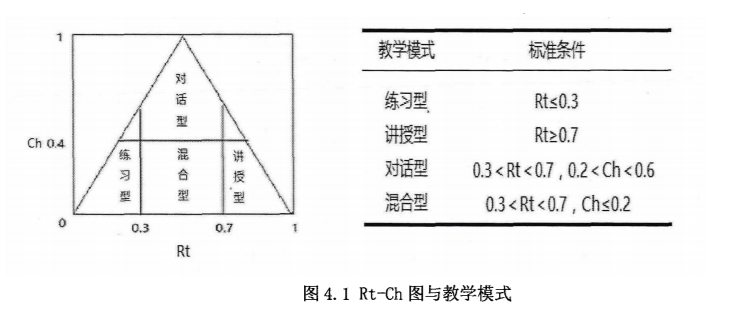 1
Ch 0.4
0
对话型
练习型
混合型
讲授型
0.3
0.7
1
Rt
教学模式 标准条件
练习型 Rt≤0.3
讲授型 Rt≥0.7
对话型 0.3<Rt<0.7 , 0.2<Ch<0.6
混合型 0.3<Rt<0.7 , Ch≤0.2
图 4.1 Rt-Ch 图与教学模式